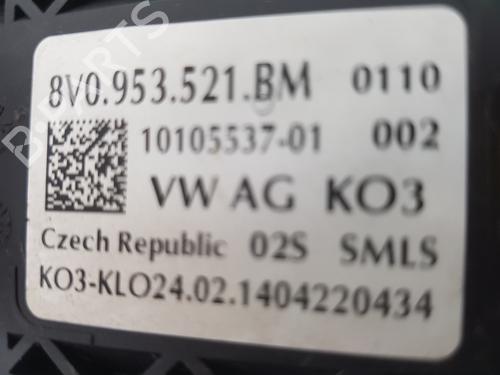 8V0.953.521.BM 0110
10105537-01 002
VW AG KO3
Czech Republic 02S SMLS
KO3-KLO24.02.1404220434